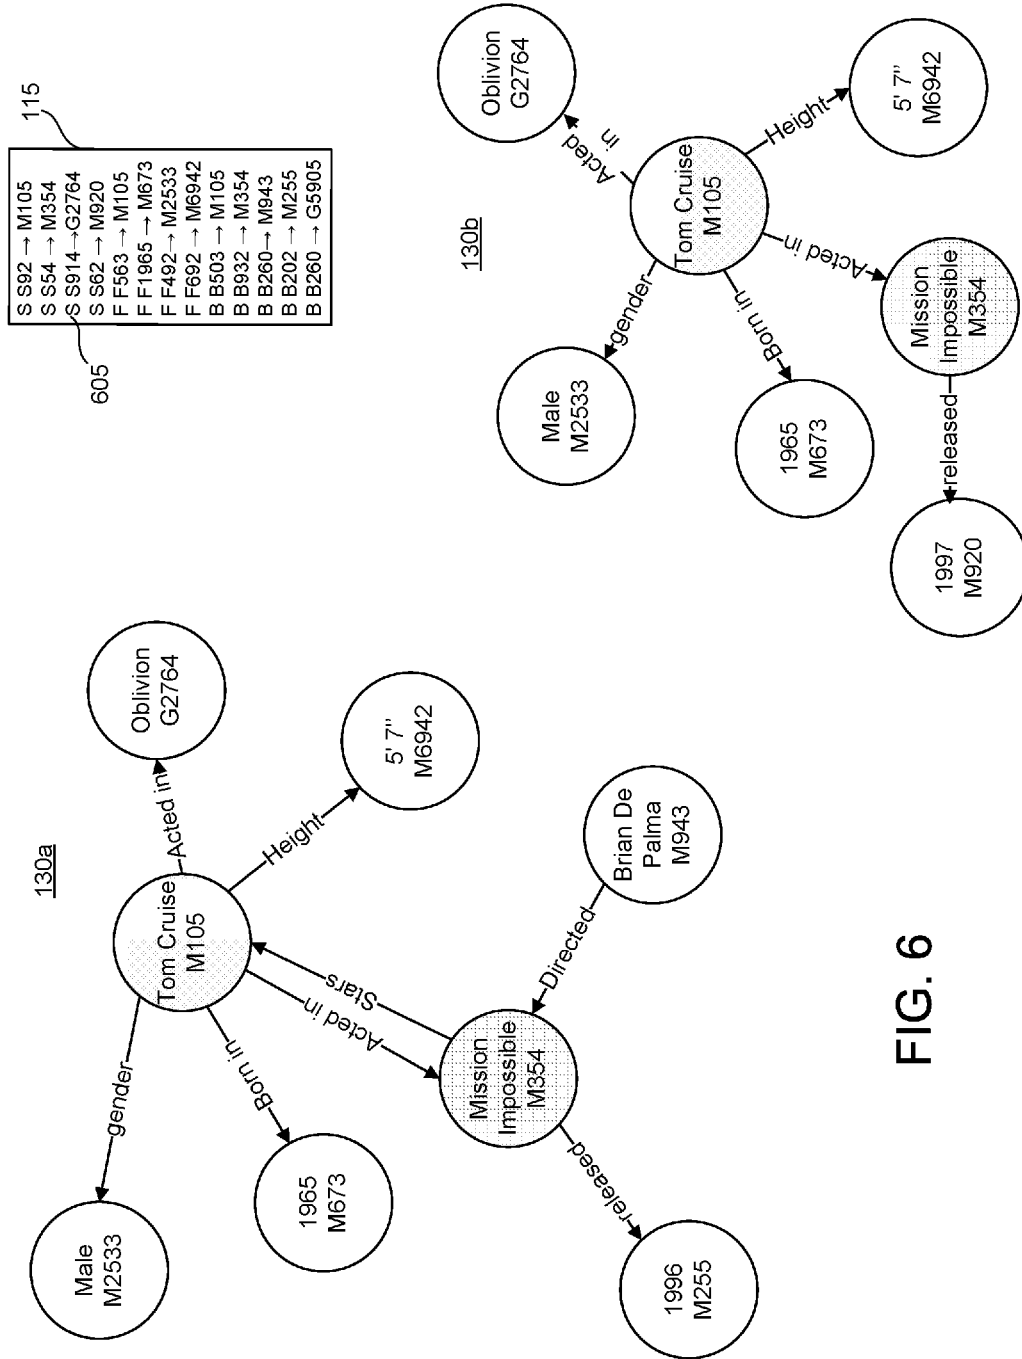 130a
Oblivion
G2764
Acted in
Tom Cruise
M105
gender
Male
M2533
Born in
1965
M673
Height
5' 7"
M6942
Acted in
Stars
Mission
Impossible
M354
Directed
Brian De
Palma
M943
released
1996
M255
115
S S92 → M105
S S54 → M354
S S914→G2764
S S62 → M920
F F563 → M105
F F1965 → M673
F F492→ M2533
F F692 → M6942
B B503 → M105
B B932 → M354
B B260→ M943
B B202 → M255
B B260 → G5905
605
130b
Oblivion
G2764
Acted
in
Tom Cruise
M105
gender
Male
M2533
Born in
1965
M673
Height
5' 7"
M6942
Acted in
Mission
Impossible
M354
released
1997
M920
FIG. 6